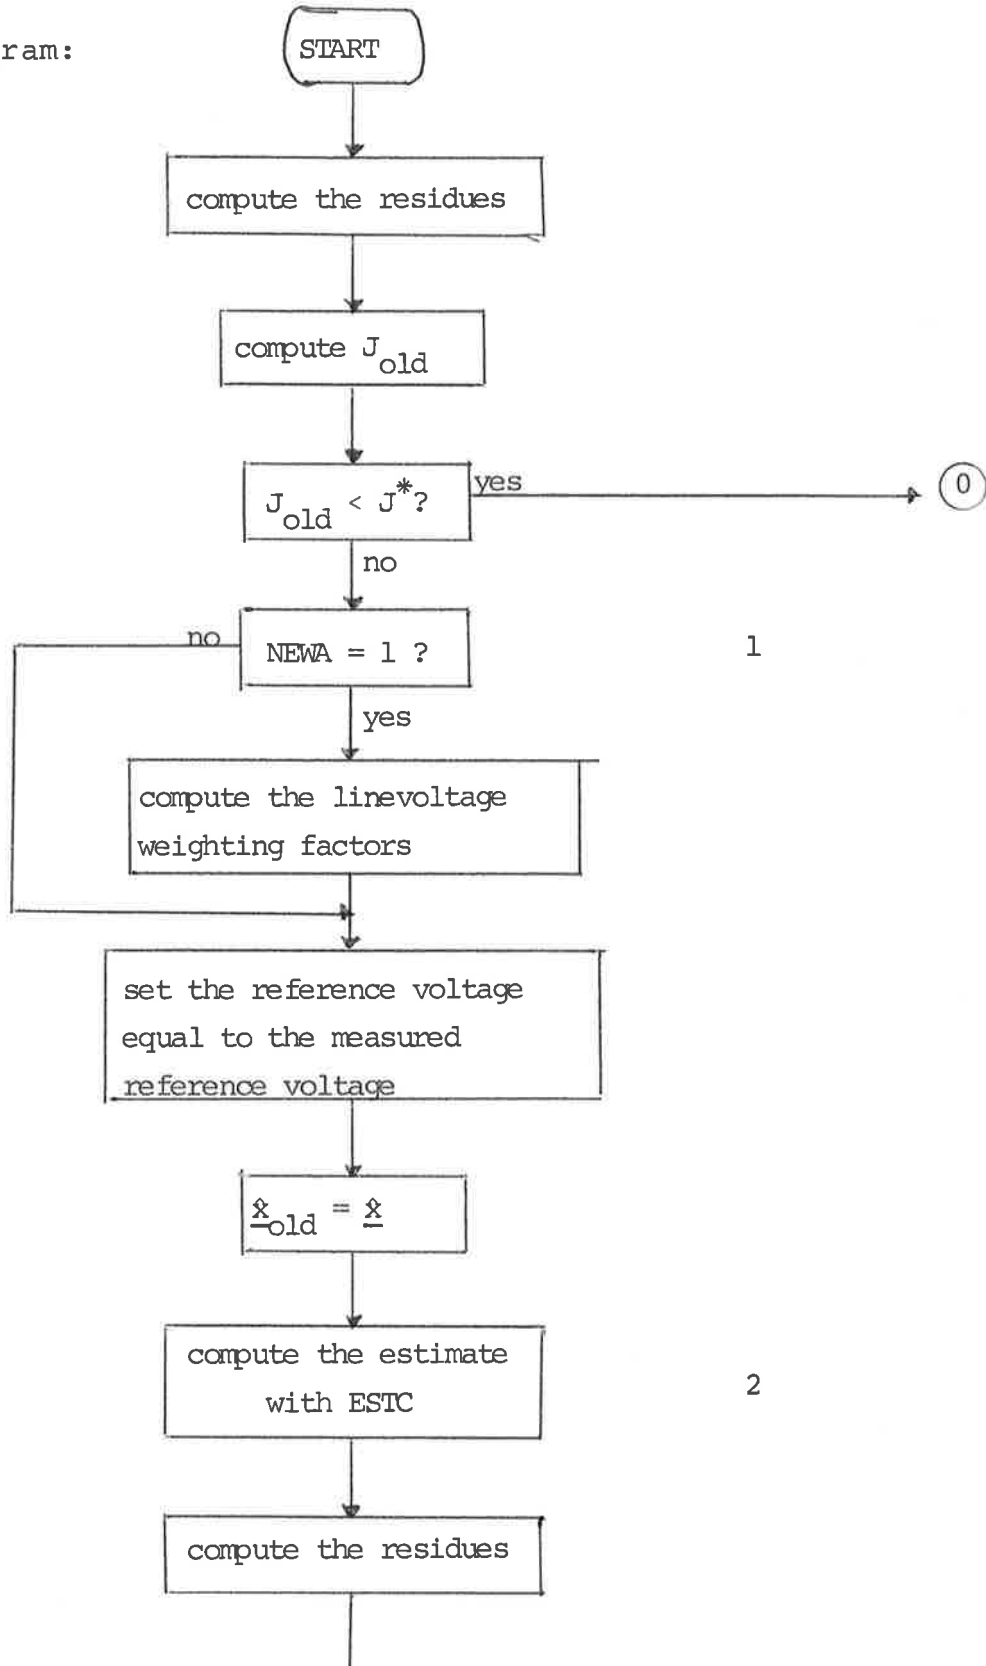 ram:
START
compute the residues
compute J_old
J_old < J*?
yes
0
no
no
NEWA = 1 ?
1
yes
compute the linevoltage
weighting factors
set the reference voltage
equal to the measured
reference voltage
x̂_old = x̂
compute the estimate
with ESTC
2
compute the residues